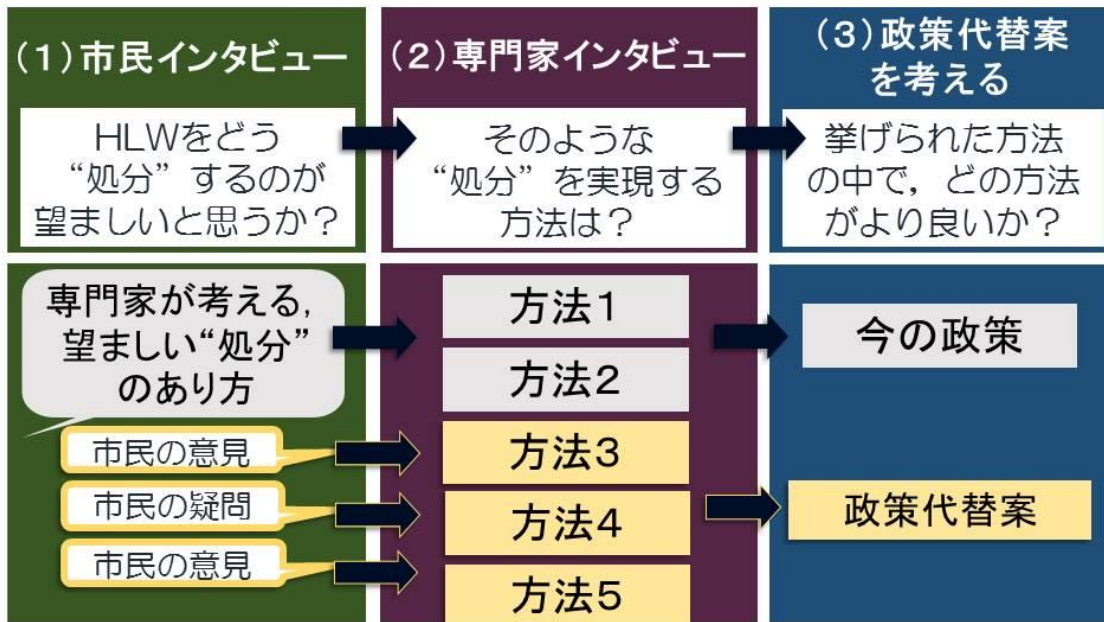 (1)市民インタビュー
HLWをどう
“処分”するのが
望ましいと思うか？
(2)専門家インタビュー
そのような
“処分”を実現する
方法は？
(3)政策代替案
を考える
挙げられた方法
の中で，どの方法
がより良いか？
専門家が考える，
望ましい“処分”
のあり方
市民の意見
市民の疑問
市民の意見
方法1
方法2
方法3
方法4
方法5
今の政策
政策代替案